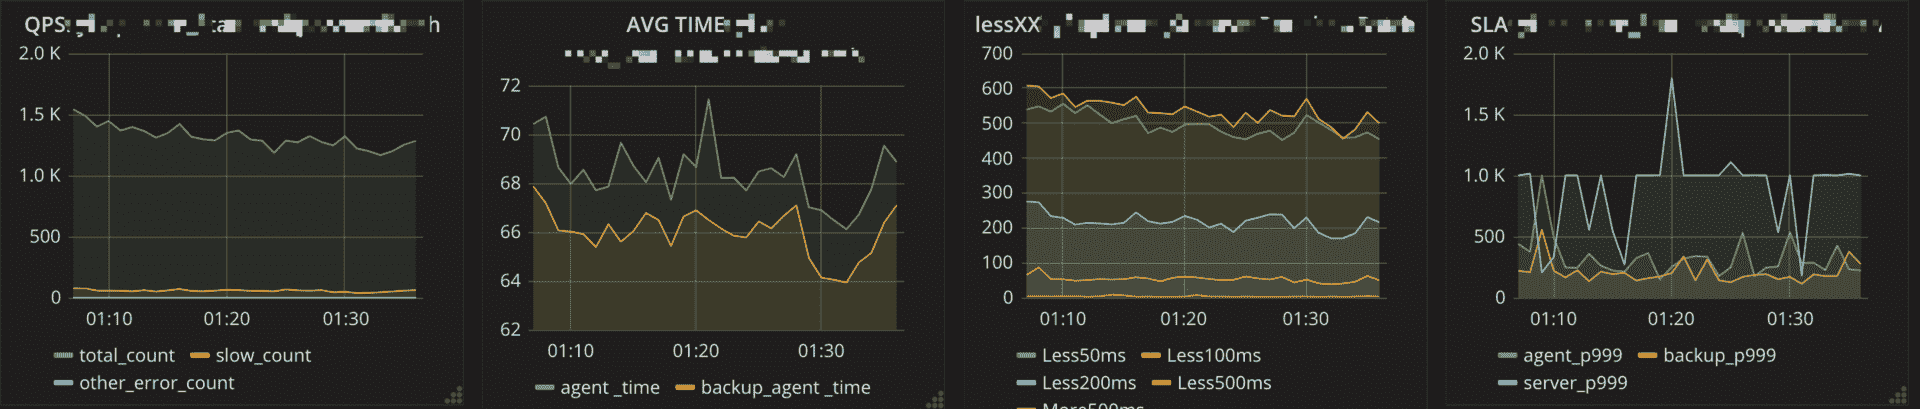 QPS
2.0 K
1.5 K
1.0 K
500
0
01:10 01:20 01:30
total_count slow_count
other_error_count
AVG TIME
72
70
68
66
64
62
01:10 01:20 01:30
agent _time backup_agent _time
lessXX
700
600
500
400
300
200
100
0
01:10 01:20 01:30
Less50ms Less100ms
Less200ms Less500ms
More500ms
SLA
2.0 K
1.5 K
1.0 K
500
0
01:10 01:20 01:30
agent_p999 backup_p999
server_p999